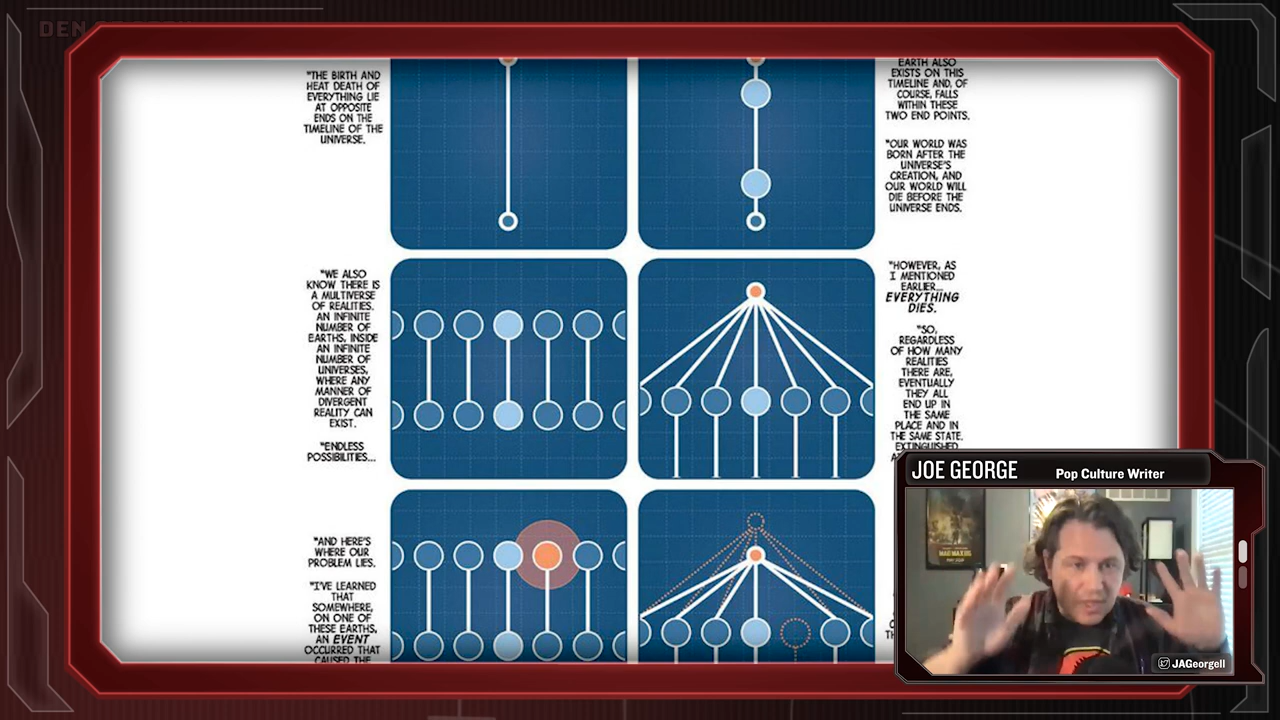 DEN
"THE BIRTH AND
HEAT DEATH OF
EVERYTHING LIE
AT OPPOSITE
ENDS ON THE
TIMELINE OF THE
UNIVERSE.
EARTH ALSO
EXISTS ON THIS
TIMELINE AND, OF
COURSE, FALLS
WITHIN THESE
TWO END POINTS.
"OUR WORLD WAS
BORN AFTER THE
UNIVERSE'S
CREATION, AND
OUR WORLD WILL
DIE BEFORE THE
UNIVERSE ENDS.
"WE ALSO
KNOW THERE IS
A MULTIVERSE
OF REALITIES.
AN INFINITE
NUMBER OF
EARTHS, INSIDE
AN INFINITE
NUMBER OF
UNIVERSES,
WHERE ANY
MANNER OF
DIVERGENT
REALITY CAN
EXIST.
"ENDLESS
POSSIBILITIES...
"HOWEVER, AS
I MENTIONED
EARLIER...
EVERYTHING
DIES.
"SO,
REGARDLESS
OF HOW MANY
REALITIES
THERE ARE,
EVENTUALLY
THEY ALL
END UP IN
THE SAME
PLACE AND IN
THE SAME STATE.
EXTINGUISHED
"AND HERE'S
WHERE OUR
PROBLEM LIES.
"I'VE LEARNED
THAT
SOMEWHERE,
ON ONE OF
THESE EARTHS,
AN EVENT
OCCURRED THAT
CAUSED THE
JOE GEORGE
Pop Culture Writer
JAGeorgeII